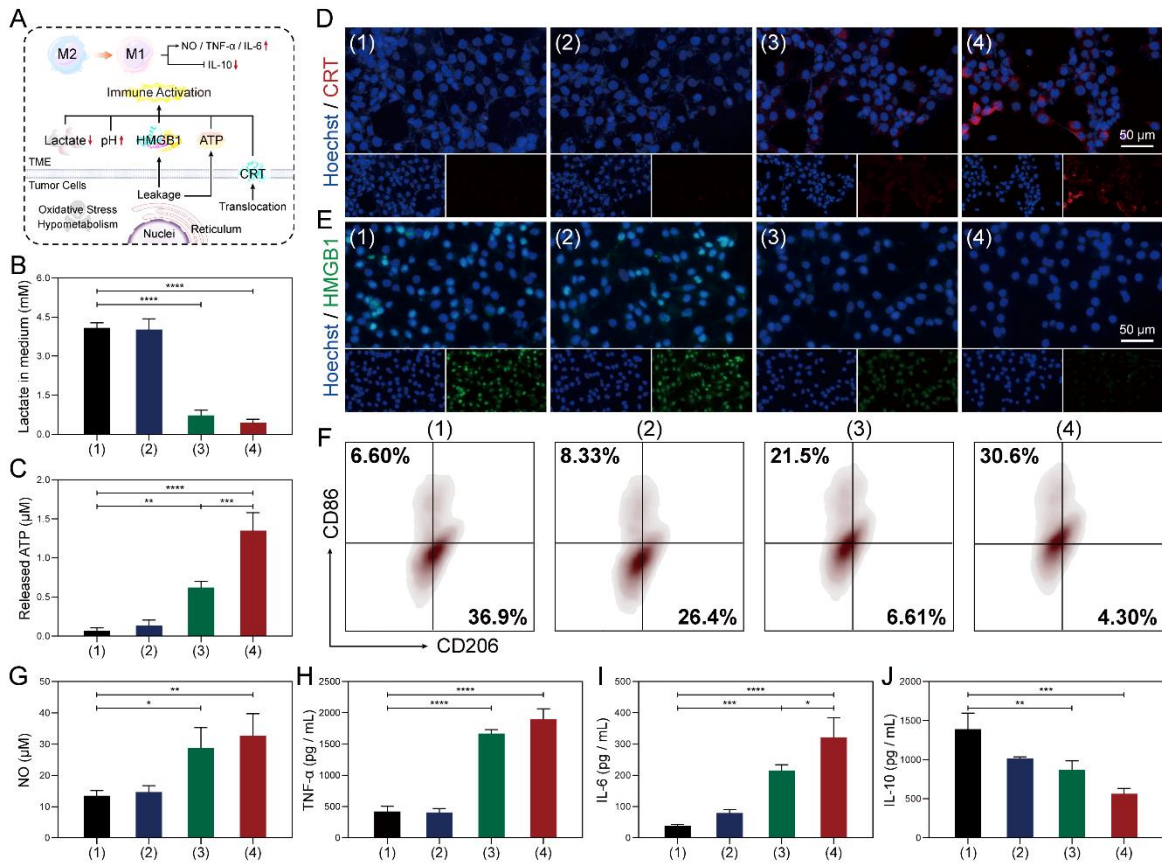 A
M2
M1
NO / TNF-α / IL-6↑
IL-10↓
Immune Activation
Lactate↓
pH↑
HMGB1
ATP
TME
Tumor Cells
CRT
Leakage
Translocation
Oxidative Stress
Hypometabolism
Reticulum
Nuclei
B
Lactate in medium (mM)
6.0
4.5
3.0
1.5
0.0
****
****
(1) (2) (3) (4)
C
Released ATP (μM)
2.0
1.5
1.0
0.5
0.0
****
** ***
(1) (2) (3) (4)
D
Hoechst / CRT
(1) (2) (3) (4)
50 μm
E
Hoechst / HMGB1
(1) (2) (3) (4)
50 μm
F
(1) (2) (3) (4)
6.60% 8.33% 21.5% 30.6%
CD86
36.9% 26.4% 6.61% 4.30%
CD206
G
NO (μM)
50
40
30
20
10
0
**
*
(1) (2) (3) (4)
H
TNF-α (pg / mL)
2500
2000
1500
1000
500
0
****
****
(1) (2) (3) (4)
I
IL-6 (pg / mL)
500
400
300
200
100
0
****
*** *
(1) (2) (3) (4)
J
IL-10 (pg / mL)
2000
1500
1000
500
0
***
**
(1) (2) (3) (4)